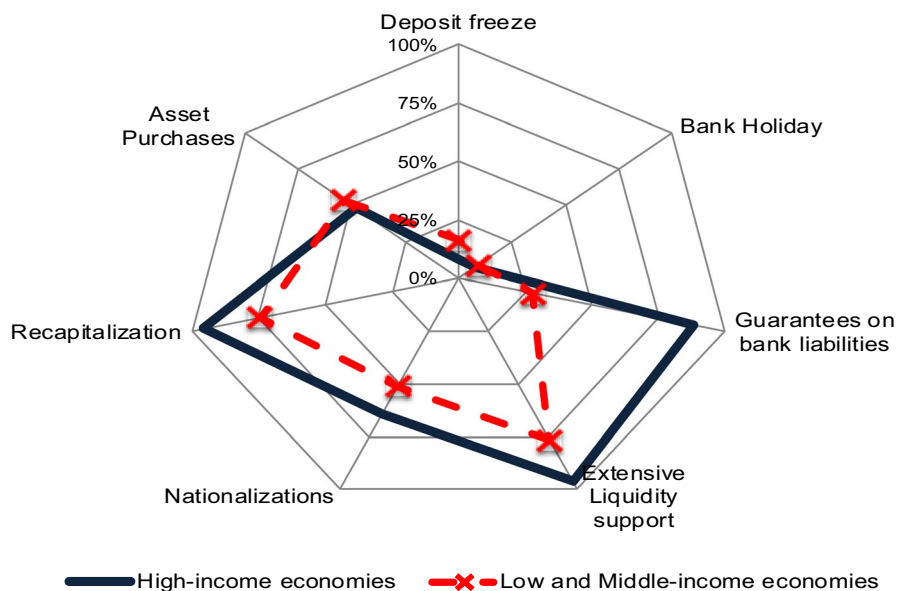 Deposit freeze
100%
75%
50%
25%
0%
Bank Holiday
Guarantees on
bank liabilities
Extensive
Liquidity
support
Nationalizations
Recapitalization
Asset
Purchases
High-income economies
Low and Middle-income economies